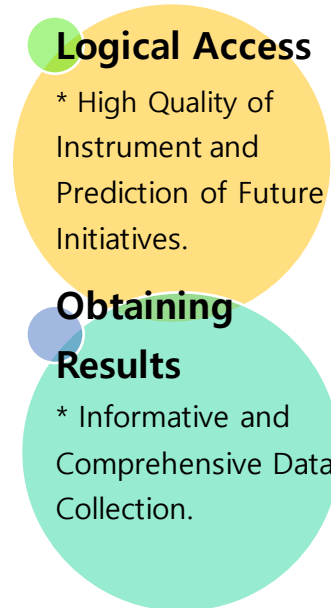 Logical Access
* High Quality of
Instrument and
Prediction of Future
Initiatives.
Obtaining
Results
* Informative and
Comprehensive Data
Collection.